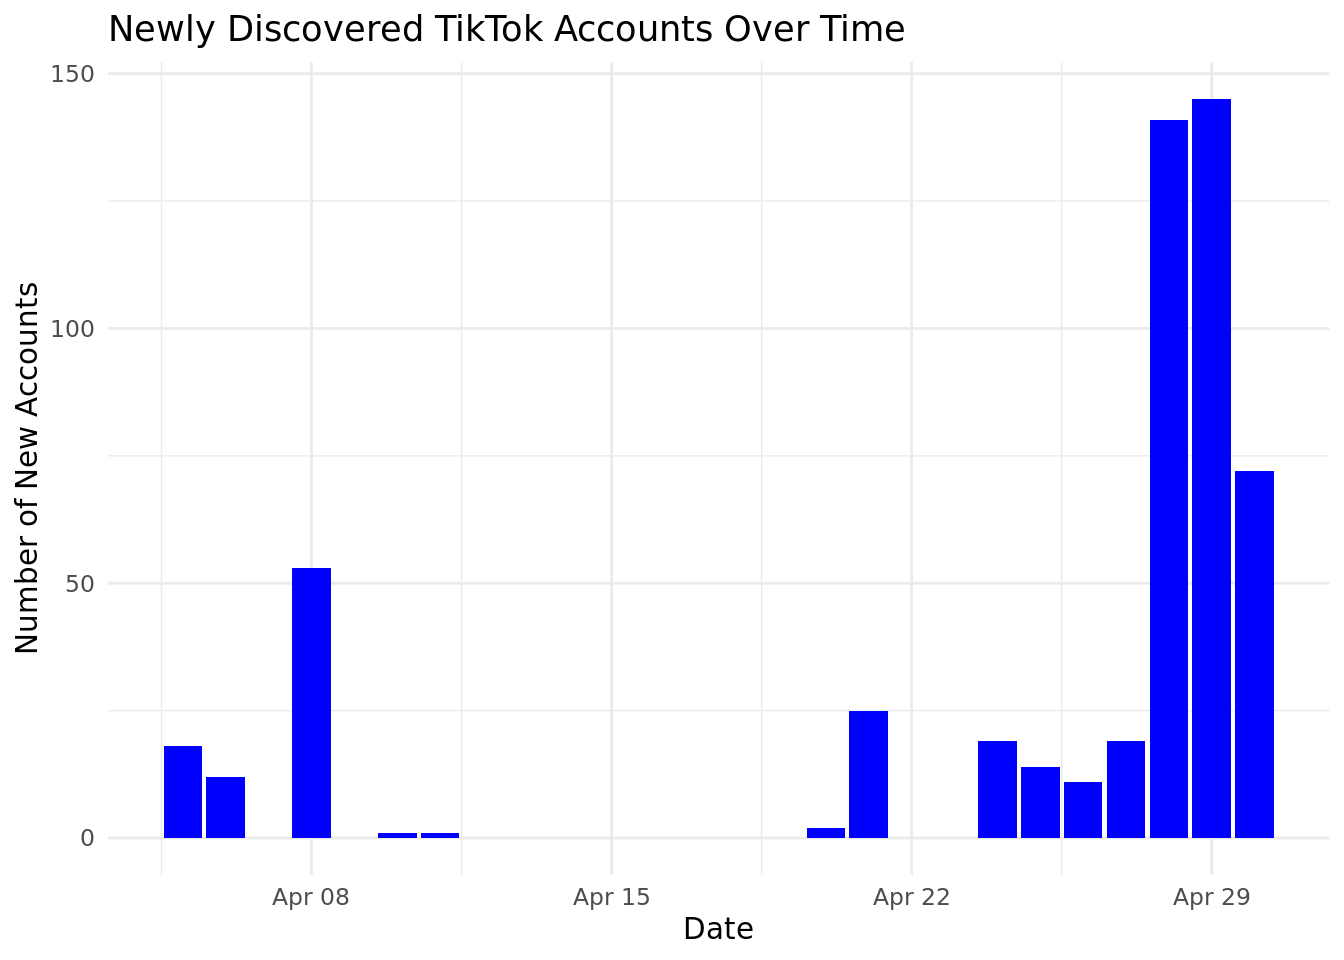 Newly Discovered TikTok Accounts Over Time
Number of New Accounts
150
100
50
0
Apr 08
Apr 15
Apr 22
Apr 29
Date